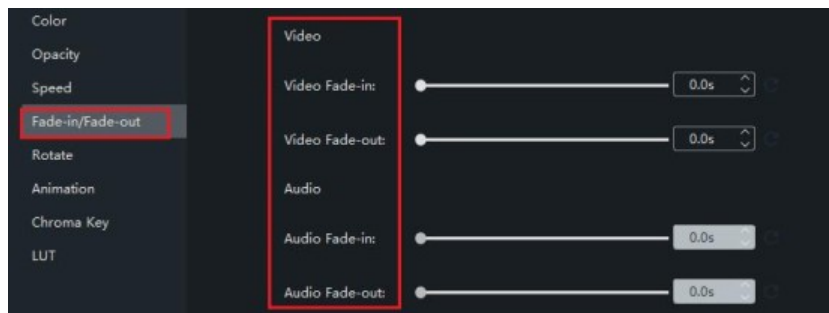 Color
Opacity
Speed
Fade-in/Fade-out
Rotate
Animation
Chroma Key
LUT
Video
Video Fade-in: 0.0s
Video Fade-out: 0.0s
Audio
Audio Fade-in: 0.0s
Audio Fade-out: 0.0s